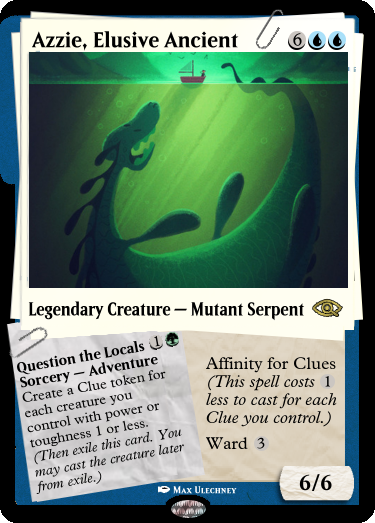 Azzie, Elusive Ancient 6
Legendary Creature — Mutant Serpent
Question the Locals 1
Sorcery — Adventure
Create a Clue token for
each creature you
control with power or
toughness 1 or less.
(Then exile this card. You
may cast the creature later
from exile.)
Affinity for Clues
(This spell costs 1
less to cast for each
Clue you control.)
Ward 3
6/6
Max Ulechney